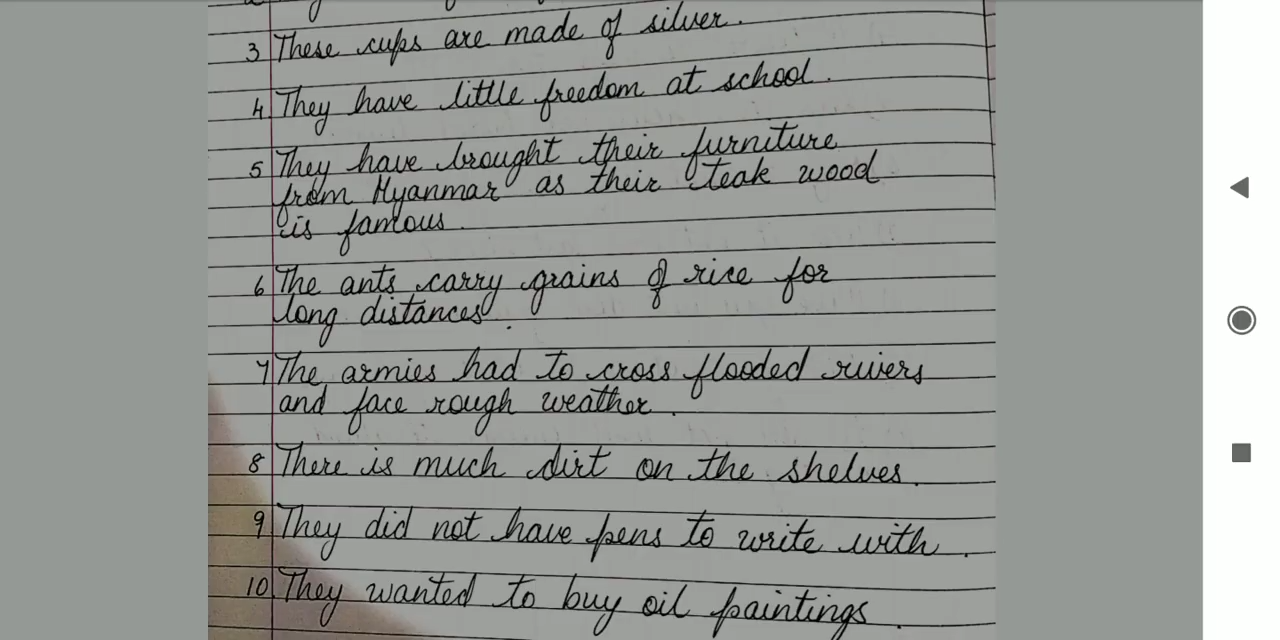 3 These cups are made of silver.
4. They have little freedom at school.
5 They have brought their furniture
from Myanmar as their teak wood
is famous.
6 The ants carry grains of rice for
long distances.
7 The armies had to cross flooded rivers
and face rough weather.
8 There is much dirt on the shelves.
9 They did not have pens to write with.
10. They wanted to buy oil paintings.